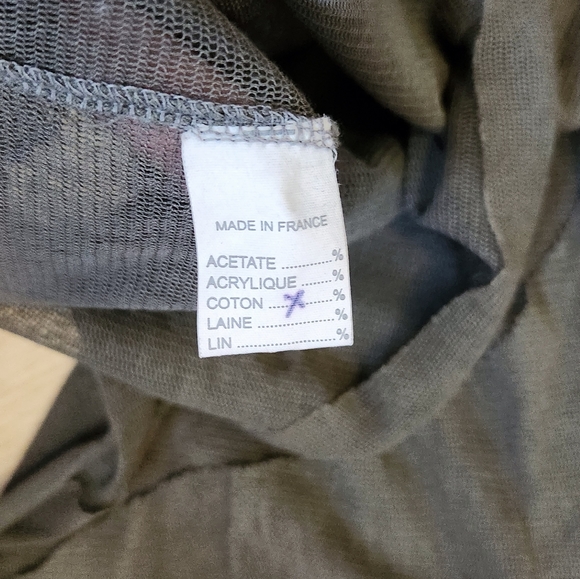 MADE IN FRANCE
ACETATE ..............%
ACRYLIQUE ..........%
COTON ....x..........%
LAINE ....................%
LIN ..........................%